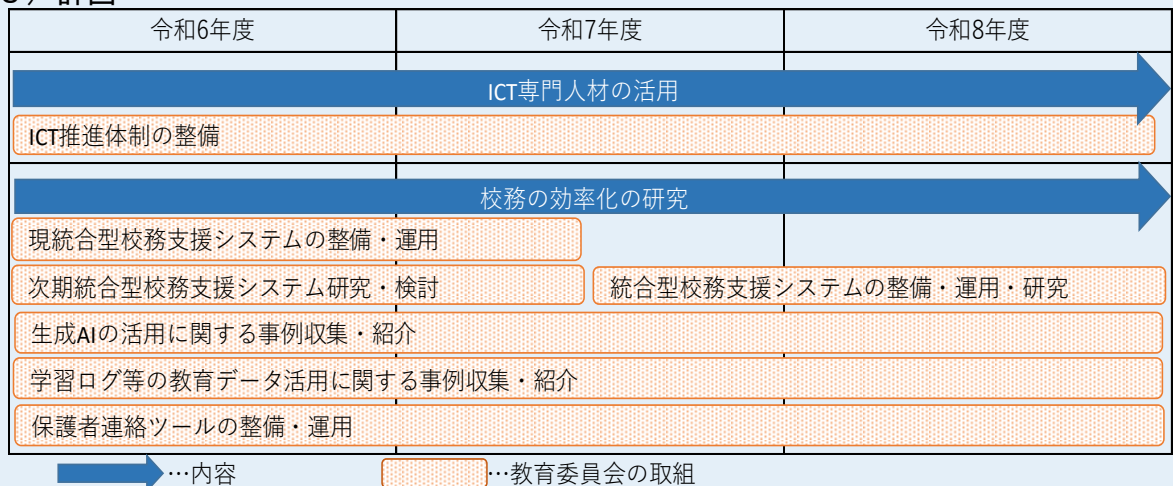 令和6年度
令和7年度
令和8年度
ICT専門人材の活用
ICT推進体制の整備
校務の効率化の研究
現統合型校務支援システムの整備・運用
次期統合型校務支援システム研究・検討
統合型校務支援システムの整備・運用・研究
生成AIの活用に関する事例収集・紹介
学習ログ等の教育データ活用に関する事例収集・紹介
保護者連絡ツールの整備・運用
…内容
…教育委員会の取組